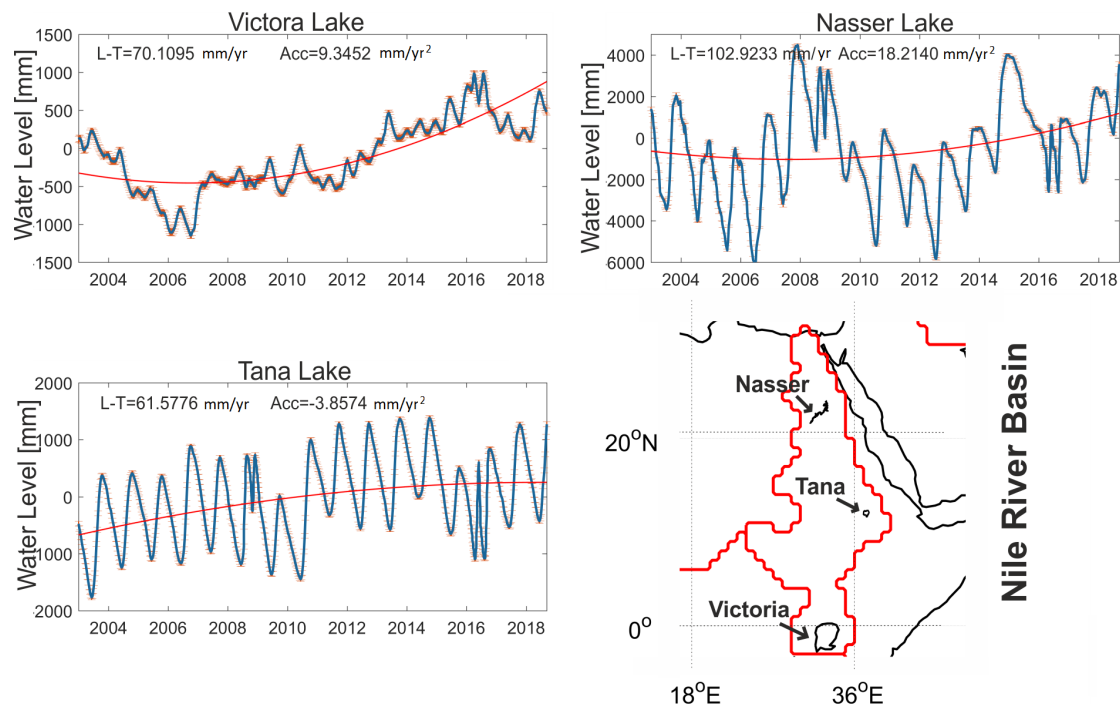 Victora Lake
L-T=70.1095 mm/yr Acc=9.3452 mm/yr²
Water Level [mm]
1500
1000
500
0
-500
1000
1500
2004 2006 2008 2010 2012 2014 2016 2018
Nasser Lake
L-T=102.9233 mm/yr Acc=18.2140 mm/yr²
Water Level [mm]
4000
2000
0
-2000
4000
6000
2004 2006 2008 2010 2012 2014 2016 2018
Tana Lake
L-T=61.5776 mm/yr Acc=-3.8574 mm/yr²
Water Level [mm]
2000
1000
0
1000
-2000
2004 2006 2008 2010 2012 2014 2016 2018
Nasser
20°N
Tana
Victoria
0°
18°E 36°E
Nile River Basin